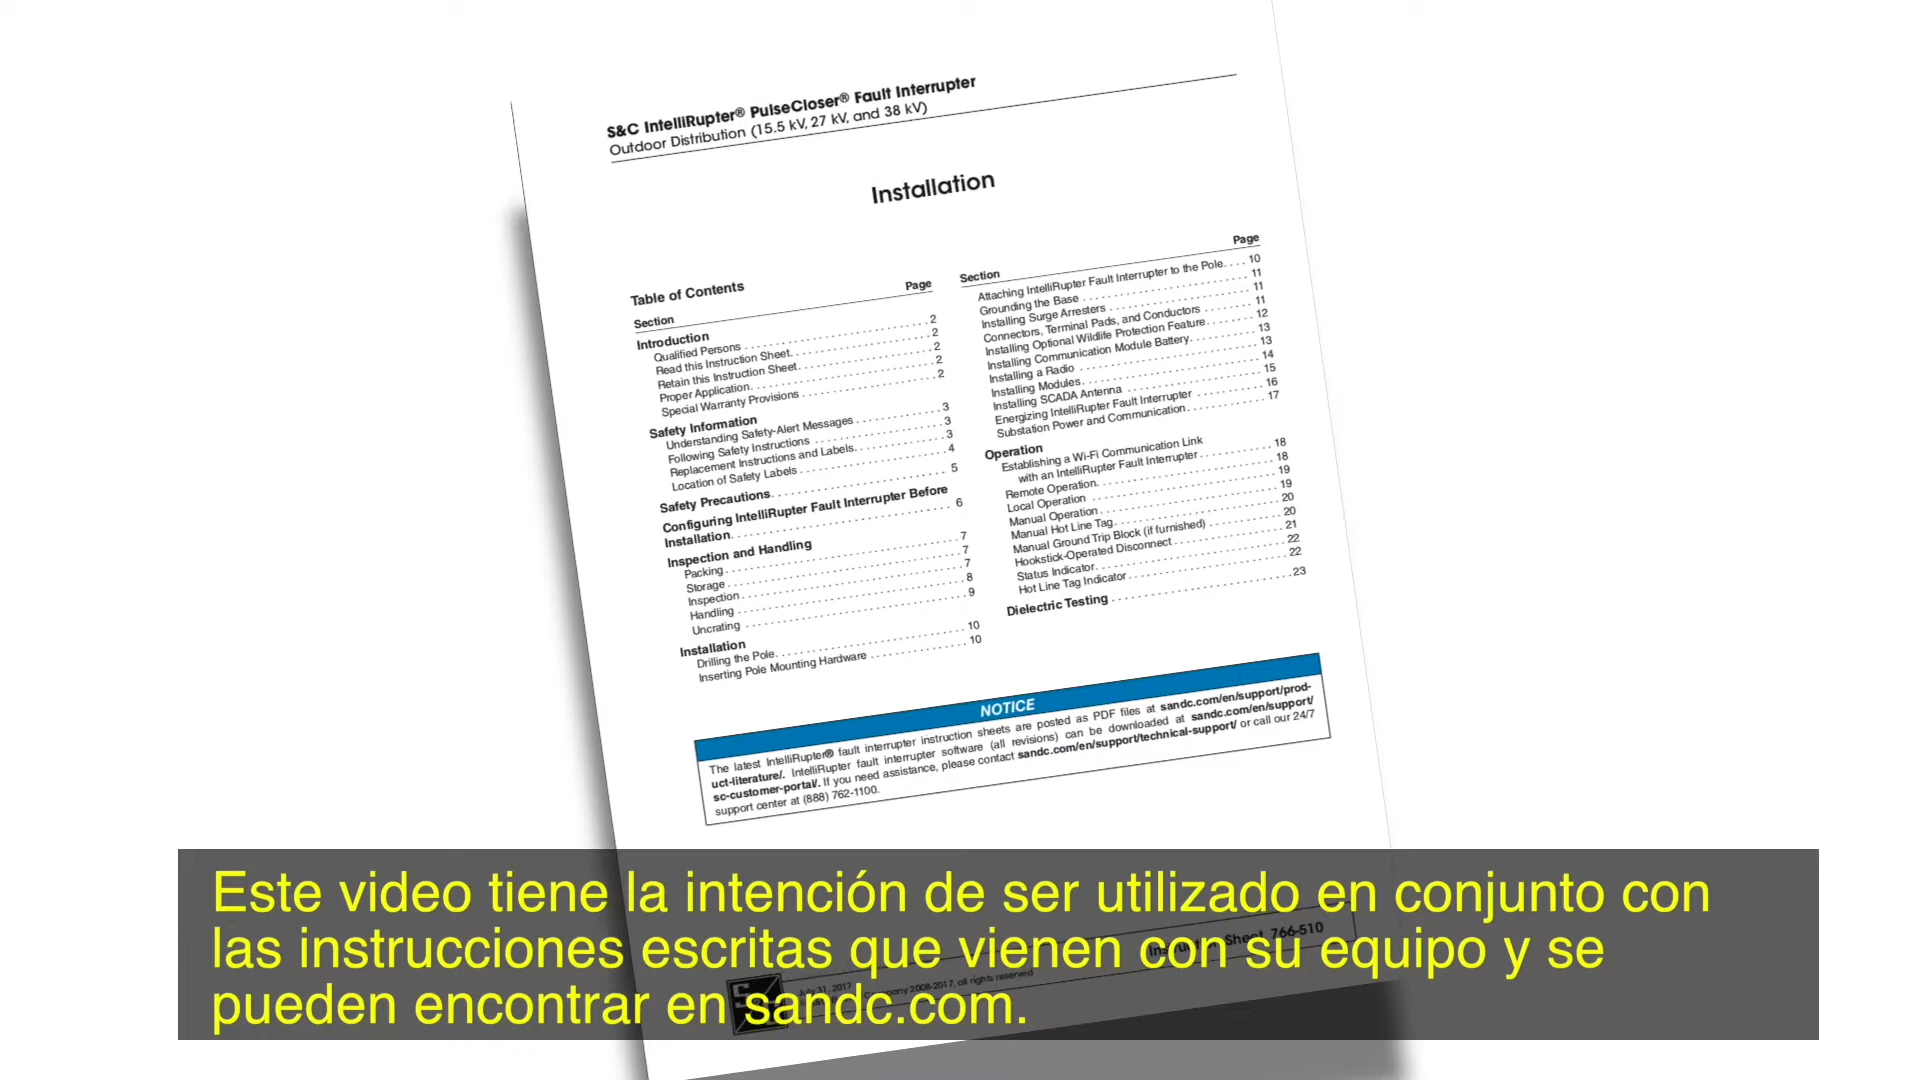 S&C IntelliRupter® PulseCloser® Fault Interrupter
Outdoor Distribution (15.5 kV, 27 kV, and 38 kV)
Installation
Table of Contents
Section Page
Introduction
Qualified Persons . . . . . . . . . . . . . . . . . . . . . . . . . . . 2
Read this Instruction Sheet. . . . . . . . . . . . . . . . . . . . 2
Retain this Instruction Sheet. . . . . . . . . . . . . . . . . . . 2
Proper Application. . . . . . . . . . . . . . . . . . . . . . . . . . 2
Special Warranty Provisions . . . . . . . . . . . . . . . . . . . 2
Safety Information
Understanding Safety-Alert Messages . . . . . . . . . . . . 3
Following Safety Instructions . . . . . . . . . . . . . . . . . . 3
Replacement Instructions and Labels. . . . . . . . . . . . . 3
Location of Safety Labels . . . . . . . . . . . . . . . . . . . . . 4
Safety Precautions. . . . . . . . . . . . . . . . . . . . . . . . . 5
Configuring IntelliRupter Fault Interrupter Before
Installation. . . . . . . . . . . . . . . . . . . . . . . . . . . . . . 6
Inspection and Handling
Packing . . . . . . . . . . . . . . . . . . . . . . . . . . . . . . . . 7
Storage . . . . . . . . . . . . . . . . . . . . . . . . . . . . . . . . 7
Inspection . . . . . . . . . . . . . . . . . . . . . . . . . . . . . . 7
Handling . . . . . . . . . . . . . . . . . . . . . . . . . . . . . . . 8
Uncrating . . . . . . . . . . . . . . . . . . . . . . . . . . . . . . 9
Installation
Drilling the Pole. . . . . . . . . . . . . . . . . . . . . . . . . . 10
Inserting Pole Mounting Hardware . . . . . . . . . . . . . 10
Section Page
Attaching IntelliRupter Fault Interrupter to the Pole. . . . 10
Grounding the Base . . . . . . . . . . . . . . . . . . . . . . . . 11
Installing Surge Arresters . . . . . . . . . . . . . . . . . . . . 11
Connectors, Terminal Pads, and Conductors . . . . . . . . 11
Installing Optional Wildlife Protection Feature. . . . . . . . 12
Installing Communication Module Battery. . . . . . . . . . 13
Installing a Radio . . . . . . . . . . . . . . . . . . . . . . . . . 13
Installing Modules. . . . . . . . . . . . . . . . . . . . . . . . . 14
Installing SCADA Antenna . . . . . . . . . . . . . . . . . . . 15
Energizing IntelliRupter Fault Interrupter . . . . . . . . . . 16
Substation Power and Communication. . . . . . . . . . . . 17
Operation
Establishing a Wi-Fi Communication Link
with an IntelliRupter Fault Interrupter . . . . . . . . . . . 18
Remote Operation. . . . . . . . . . . . . . . . . . . . . . . . . 18
Local Operation . . . . . . . . . . . . . . . . . . . . . . . . . . 19
Manual Operation . . . . . . . . . . . . . . . . . . . . . . . . . 19
Manual Hot Line Tag. . . . . . . . . . . . . . . . . . . . . . . 20
Manual Ground Trip Block (if furnished) . . . . . . . . . . . 20
Hookstick-Operated Disconnect . . . . . . . . . . . . . . . . 21
Status Indicator. . . . . . . . . . . . . . . . . . . . . . . . . . 22
Hot Line Tag Indicator . . . . . . . . . . . . . . . . . . . . . . 22
Dielectric Testing . . . . . . . . . . . . . . . . . . . . . . . . 23
NOTICE
The latest IntelliRupter® fault interrupter instruction sheets are posted as PDF files at sandc.com/en/support/prod-
uct-literature/. IntelliRupter fault interrupter software (all revisions) can be downloaded at sandc.com/en/support/
sc-customer-portal/. If you need assistance, please contact sandc.com/en/support/technical-support/ or call our 24/7
support center at (888) 762-1100.
Instruction Sheet 766-510
July 31, 2017
Company 2008-2017, all rights reserved
Este video tiene la intención de ser utilizado en conjunto con
las instrucciones escritas que vienen con su equipo y se
pueden encontrar en sandc.com.